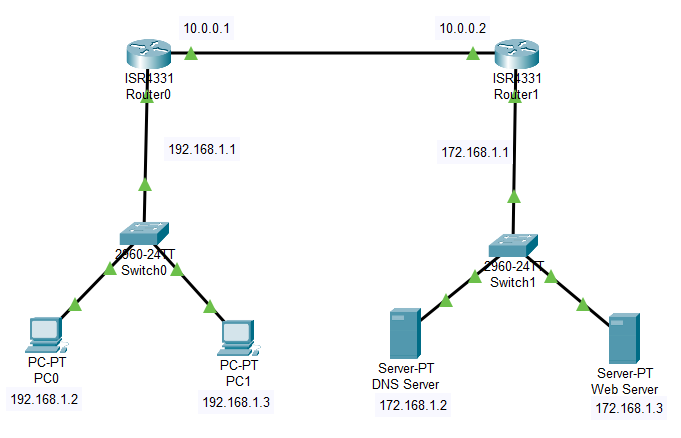 10.0.0.1
10.0.0.2
ISR4331
Router0
ISR4331
Router1
192.168.1.1
172.168.1.1
2960-24TT
Switch0
2960-24TT
Switch1
PC-PT
PC0
192.168.1.2
PC-PT
PC1
192.168.1.3
Server-PT
DNS Server
172.168.1.2
Server-PT
Web Server
172.168.1.3